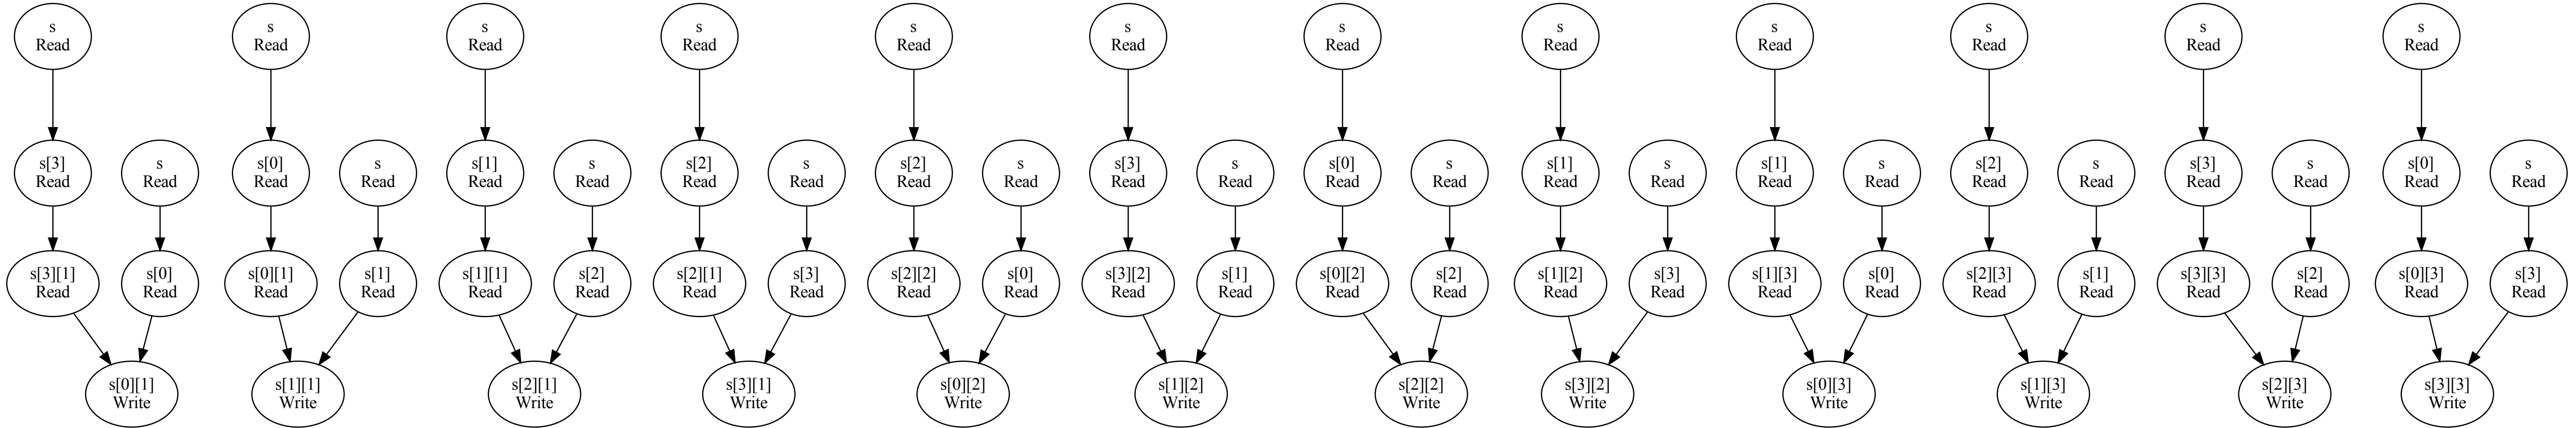 s
Read
s
Read
s
Read
s
Read
s
Read
s
Read
s
Read
s
Read
s
Read
s
Read
s
Read
s
Read
s[3]
Read
s
Read
s[0]
Read
s
Read
s[1]
Read
s
Read
s[2]
Read
s
Read
s[2]
Read
s
Read
s[3]
Read
s
Read
s[0]
Read
s
Read
s[1]
Read
s
Read
s[1]
Read
s
Read
s[2]
Read
s
Read
s[3]
Read
s
Read
s[0]
Read
s
Read
s[3][1]
Read
s[0]
Read
s[0][1]
Read
s[1]
Read
s[1][1]
Read
s[2]
Read
s[2][1]
Read
s[3]
Read
s[2][2]
Read
s[0]
Read
s[3][2]
Read
s[1]
Read
s[0][2]
Read
s[2]
Read
s[1][2]
Read
s[3]
Read
s[1][3]
Read
s[0]
Read
s[2][3]
Read
s[1]
Read
s[3][3]
Read
s[2]
Read
s[0][3]
Read
s[3]
Read
s[0][1]
Write
s[1][1]
Write
s[2][1]
Write
s[3][1]
Write
s[0][2]
Write
s[1][2]
Write
s[2][2]
Write
s[3][2]
Write
s[0][3]
Write
s[1][3]
Write
s[2][3]
Write
s[3][3]
Write